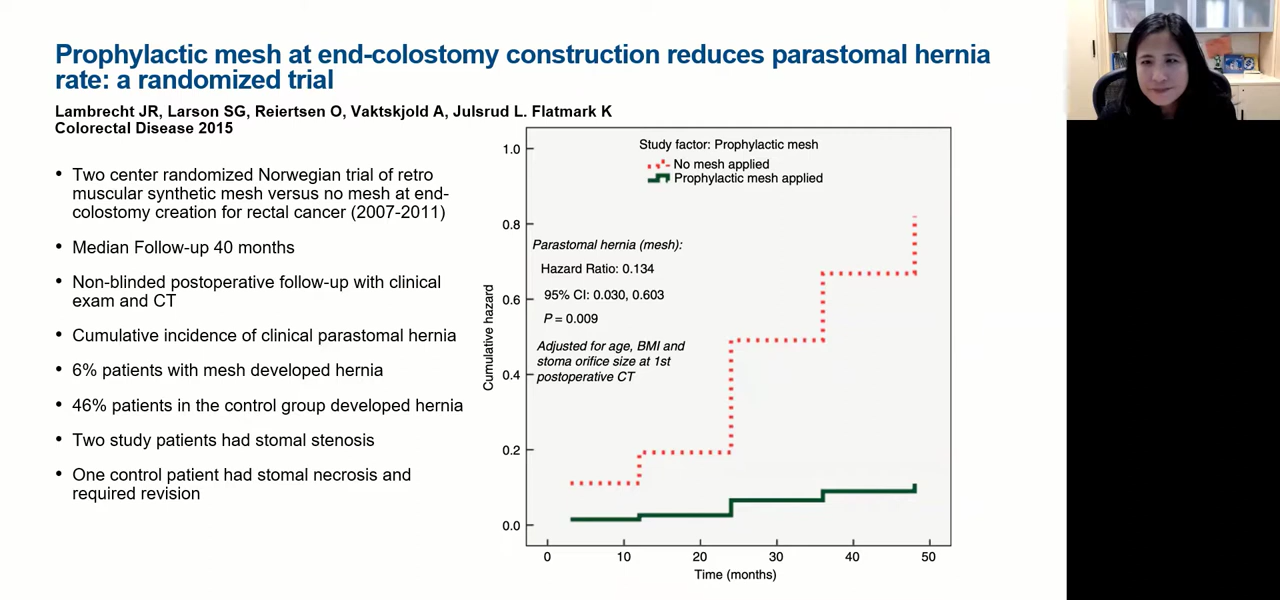 Prophylactic mesh at end-colostomy construction reduces parastomal hernia
rate: a randomized trial
Lambrecht JR, Larson SG, Reiertsen O, Vaktskjold A, Julsrud L. Flatmark K
Colorectal Disease 2015
• Two center randomized Norwegian trial of retro
muscular synthetic mesh versus no mesh at end-
colostomy creation for rectal cancer (2007-2011)
• Median Follow-up 40 months
• Non-blinded postoperative follow-up with clinical
exam and CT
• Cumulative incidence of clinical parastomal hernia
• 6% patients with mesh developed hernia
• 46% patients in the control group developed hernia
• Two study patients had stomal stenosis
• One control patient had stomal necrosis and
required revision
Study factor: Prophylactic mesh
No mesh applied
Prophylactic mesh applied
Parastomal hernia (mesh):
Hazard Ratio: 0.134
95% CI: 0.030, 0.603
P = 0.009
Adjusted for age, BMI and
stoma orifice size at 1st
postoperative CT
Cumulative hazard
1.0
0.8
0.6
0.4
0.2
0.0
0 10 20 30 40 50
Time (months)